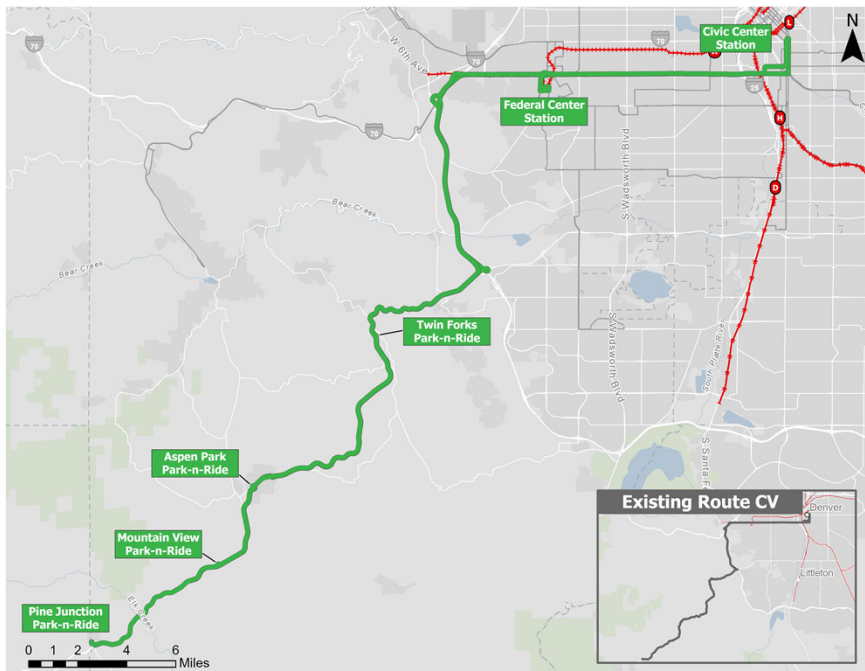 N
L
Civic Center
Station
W 6th Ave
70
70
70
25
Federal Center
Station
H
D
S Wadsworth Blvd
Bear Creek
Bear Creek
Twin Forks
Park-n-Ride
South Platte River
S Wadsworth Blvd
S Santa Fe
Aspen Park
Park-n-Ride
Mountain View
Park-n-Ride
Elk Creek
Pine Junction
Park-n-Ride
0 1 2 4 6
Miles
Existing Route CV
Denver
Littleton